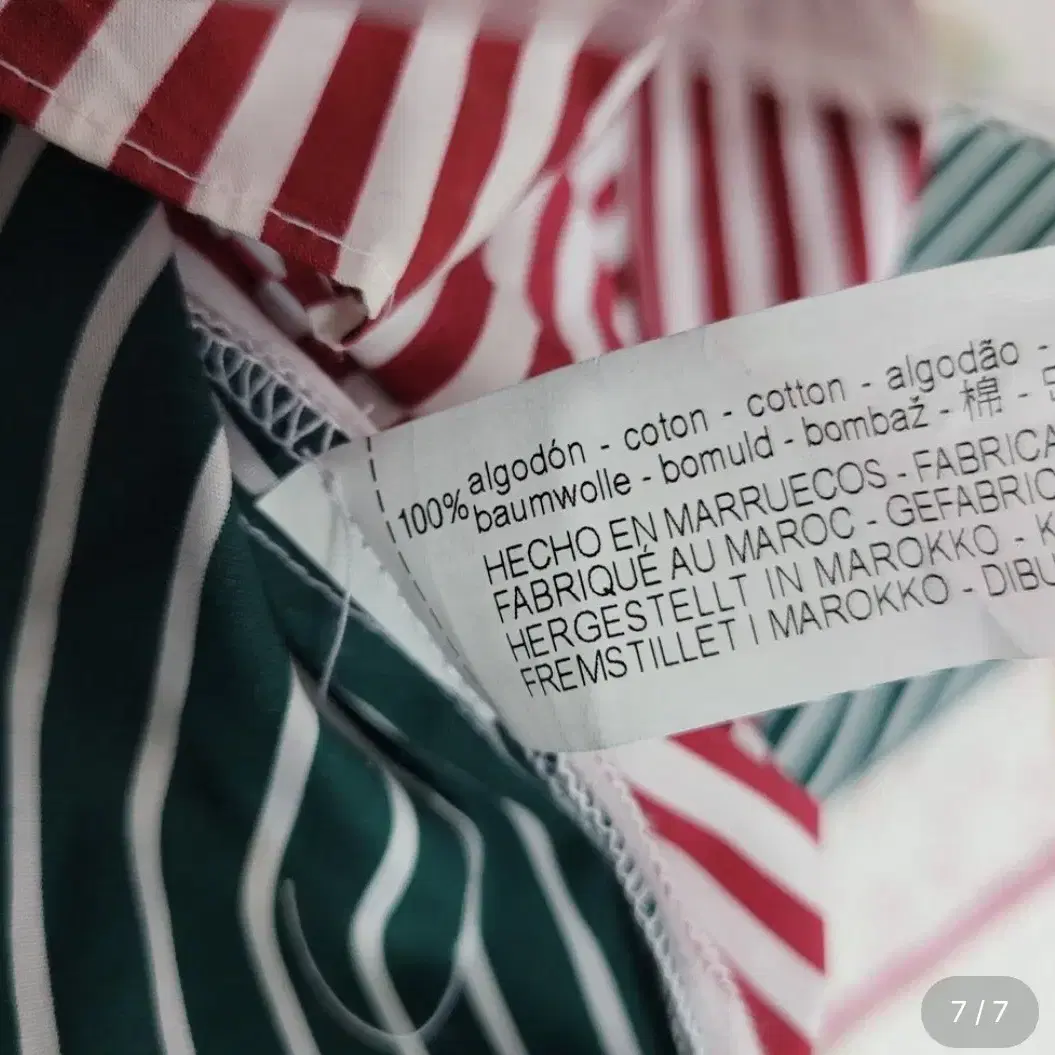 100% algodón - coton - cotton - algodão -
baumwolle - bomuld - bombaž - 棉 -
HECHO EN MARRUECOS - FABRICA
FABRIQUÉ AU MAROC - GEFABRIC
HERGESTELLT IN MAROKKO - K
FREMSTILLET I MAROKKO - DIBU
7 / 7